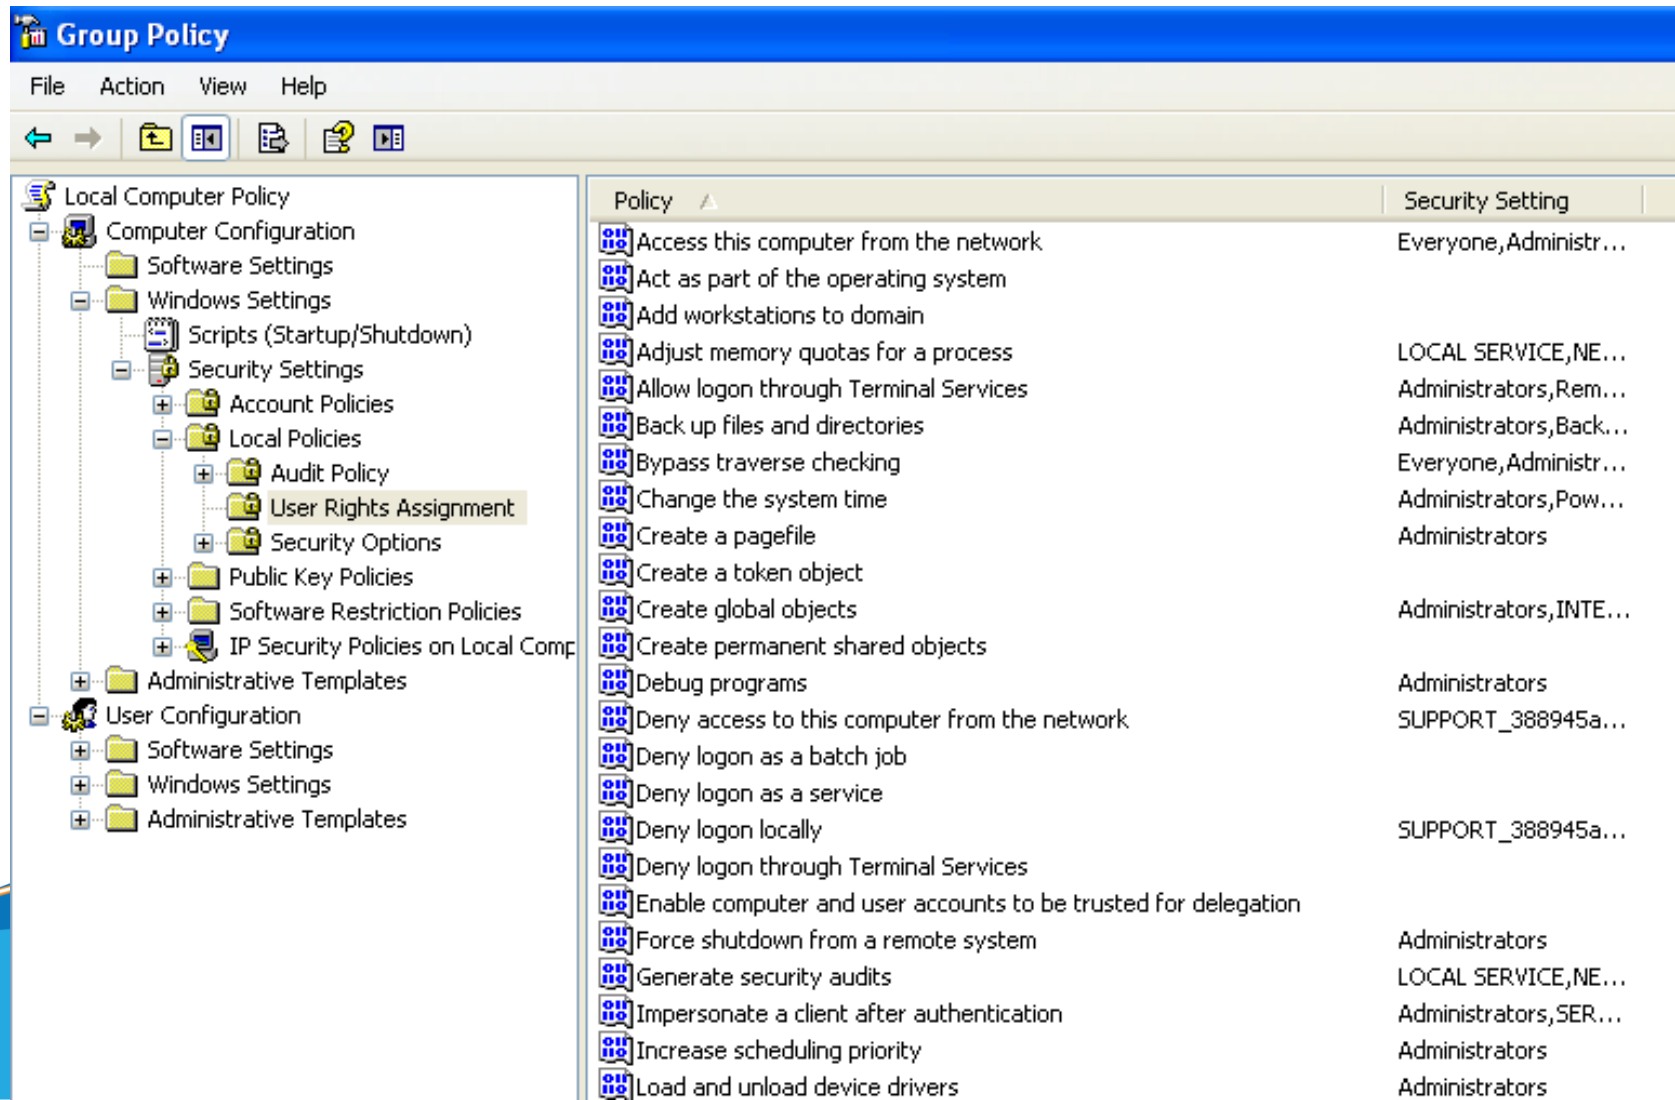 Group Policy
File Action View Help
Local Computer Policy
Computer Configuration
Software Settings
Windows Settings
Scripts (Startup/Shutdown)
Security Settings
Account Policies
Local Policies
Audit Policy
User Rights Assignment
Security Options
Public Key Policies
Software Restriction Policies
IP Security Policies on Local Comp
Administrative Templates
User Configuration
Software Settings
Windows Settings
Administrative Templates
Policy Security Setting
Access this computer from the network Everyone,Administr...
Act as part of the operating system
Add workstations to domain
Adjust memory quotas for a process LOCAL SERVICE,NE...
Allow logon through Terminal Services Administrators,Rem...
Back up files and directories Administrators,Back...
Bypass traverse checking Everyone,Administr...
Change the system time Administrators,Pow...
Create a pagefile Administrators
Create a token object
Create global objects Administrators,INTE...
Create permanent shared objects
Debug programs Administrators
Deny access to this computer from the network SUPPORT_388945a...
Deny logon as a batch job
Deny logon as a service
Deny logon locally SUPPORT_388945a...
Deny logon through Terminal Services
Enable computer and user accounts to be trusted for delegation
Force shutdown from a remote system Administrators
Generate security audits LOCAL SERVICE,NE...
Impersonate a client after authentication Administrators,SER...
Increase scheduling priority Administrators
Load and unload device drivers Administrators